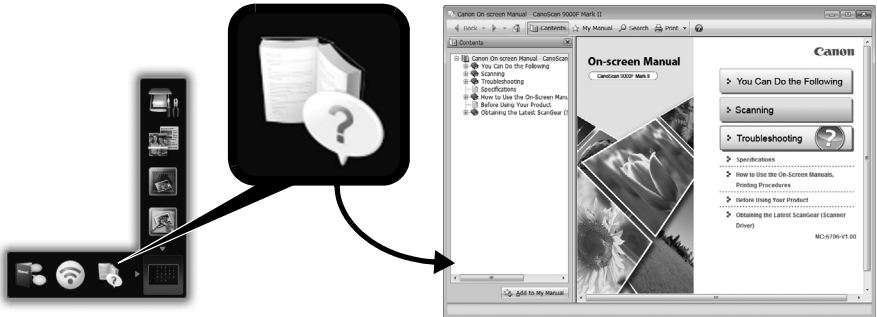 Canon On-screen Manual - CanoScan 9000F Mark II
Back
Contents
My Manual
Search
Print
Contents
Canon On-screen Manual - CanoScan
You Can Do the Following
Scanning
Troubleshooting
Specifications
How to Use the On-Screen Manu
Before Using Your Product
Obtaining the Latest ScanGear (S
Add to My Manual
On-screen Manual
CanoScan 9000F Mark II
Canon
You Can Do the Following
Scanning
Troubleshooting
Specifications
How to Use the On-Screen Manuals,
Printing Procedures
Before Using Your Product
Obtaining the Latest ScanGear (Scanner
Driver)
MC-6796-V1.00